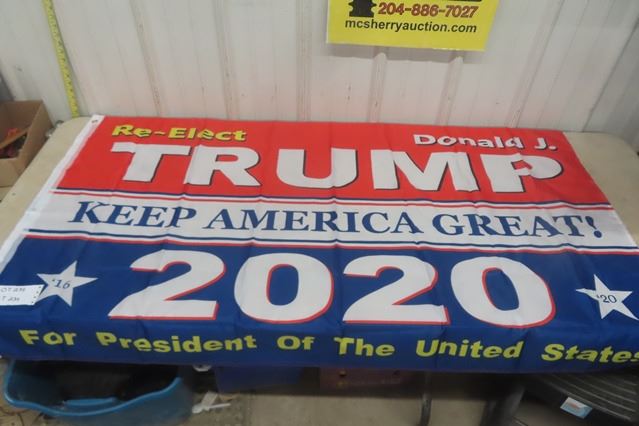 204-886-7027
mcsherryauction.com
Re-Elect Donald J.
TRUMP
KEEP AMERICA GREAT!
'16 2020 '20
For President Of The United States